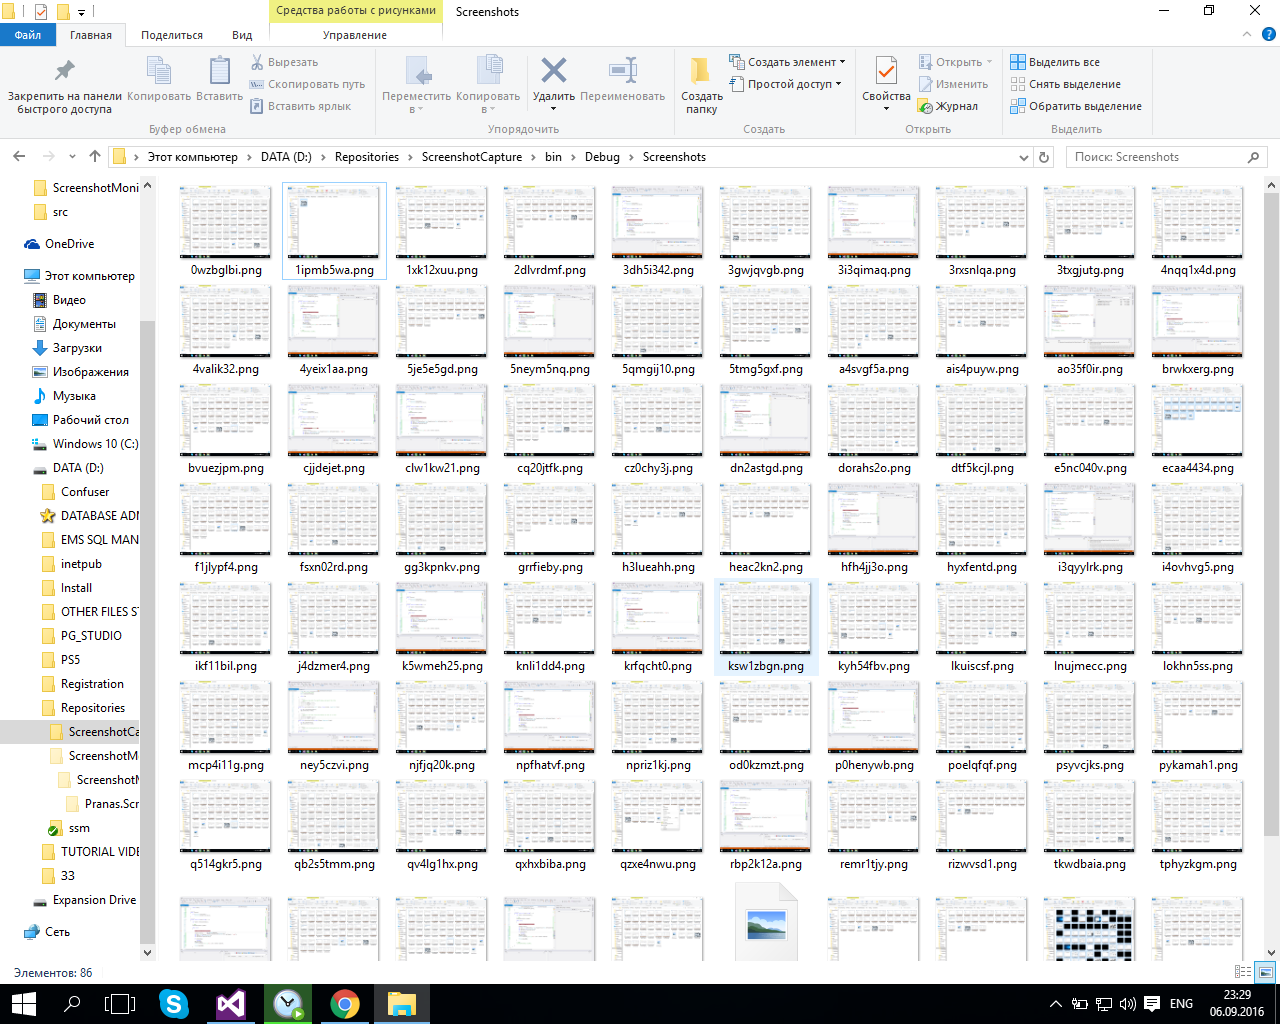 Средства работы с рисунками
Screenshots
Файл
Главная
Поделиться
Вид
Управление
Закрепить на панели быстрого доступа
Копировать
Вставить
Вырезать
Скопировать путь
Вставить ярлык
Буфер обмена
Переместить в
Копировать в
Удалить
Переименовать
Упорядочить
Создать папку
Создать элемент
Простой доступ
Создать
Свойства
Открыть
Изменить
Журнал
Открыть
Выделить все
Снять выделение
Обратить выделение
Выделить
Этот компьютер > DATA (D:) > Repositories > ScreenshotCapture > bin > Debug > Screenshots
Поиск: Screenshots
ScreenshotMoni
src
OneDrive
Этот компьютер
Видео
Документы
Загрузки
Изображения
Музыка
Рабочий стол
Windows 10 (C:)
DATA (D:)
Confuser
DATABASE ADM
EMS SQL MAN
inetpub
Install
OTHER FILES S
PG_STUDIO
PS5
Registration
Repositories
ScreenshotCa
ScreenshotM
Screenshot
Pranas.Scr
ssm
TUTORIAL VIDE
33
Expansion Drive
Сеть
0wzbglbi.png 1ipmb5wa.png 1xk12xuu.png 2dlvrdmf.png 3dh5i342.png 3gwjqvgb.png 3i3qimaq.png 3rxsnlqa.png 3txgjutg.png 4nqq1x4d.png
4valik32.png 4yeix1aa.png 5je5e5gd.png 5neym5nq.png 5qmgij10.png 5tmg5gxf.png a4svgf5a.png ais4puyw.png ao35f0ir.png brwkxerg.png
bvuezjpm.png cjjdejet.png clw1kw21.png cq20jtfk.png cz0chy3j.png dn2astgd.png dorahs2o.png dtf5kcjl.png e5nc040v.png ecaa4434.png
f1jlypf4.png fsxn02rd.png gg3kpnkv.png grrfieby.png h3lueahh.png heac2kn2.png hfh4jj3o.png hyxfentd.png i3qyylrk.png i4ovhvg5.png
ikf11bil.png j4dzmer4.png k5wmeh25.png knli1dd4.png krfqcht0.png ksw1zbgn.png kyh54fbv.png lkuiscsf.png lnujmecc.png lokhn5ss.png
mcp4i11g.png ney5czvi.png njfjq20k.png npfhatvf.png npriz1kj.png od0kzmzt.png p0henywb.png poelqfqf.png psyvcjks.png pykamah1.png
q514gkr5.png qb2s5tmm.png qv4lg1hx.png qxhxbiba.png qzxe4nwu.png rbp2k12a.png remr1tjy.png rizwvsd1.png tkwdbaia.png tphyzkgm.png
Элементов: 86
ENG
23:29
06.09.2016